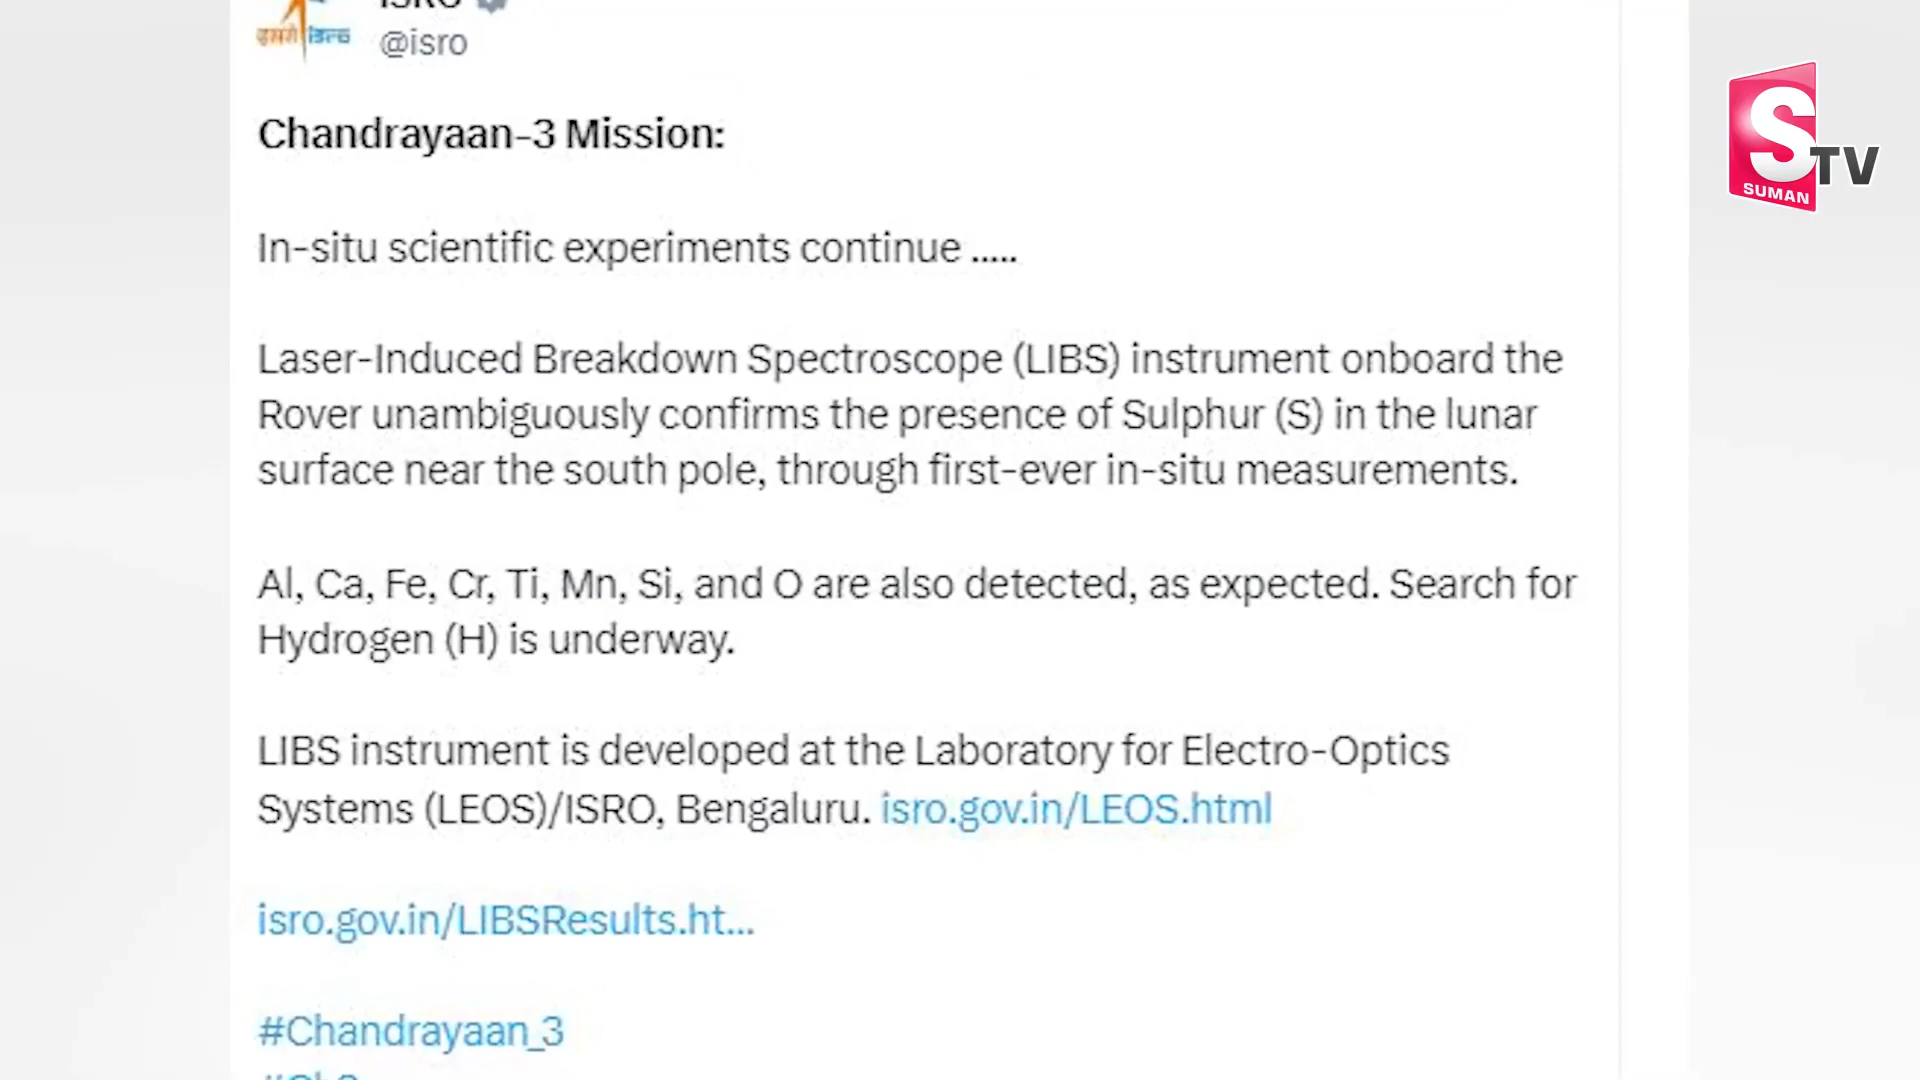 ISRO
इसरो isro
@isro
Chandrayaan-3 Mission:
In-situ scientific experiments continue .....
Laser-Induced Breakdown Spectroscope (LIBS) instrument onboard the
Rover unambiguously confirms the presence of Sulphur (S) in the lunar
surface near the south pole, through first-ever in-situ measurements.
Al, Ca, Fe, Cr, Ti, Mn, Si, and O are also detected, as expected. Search for
Hydrogen (H) is underway.
LIBS instrument is developed at the Laboratory for Electro-Optics
Systems (LEOS)/ISRO, Bengaluru. isro.gov.in/LEOS.html
isro.gov.in/LIBSResults.ht...
#Chandrayaan_3
S TV
SUMAN